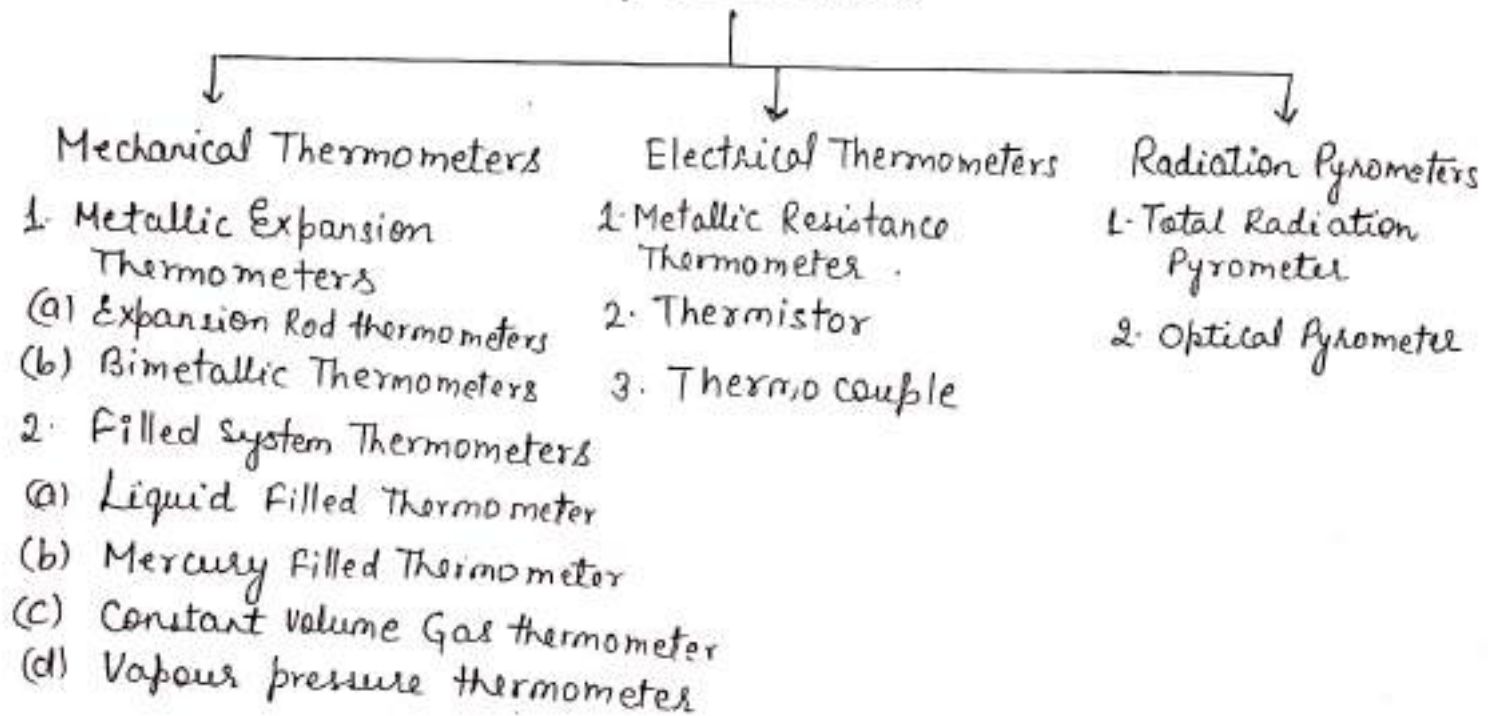 Mechanical Thermometers
1. Metallic Expansion
Thermometers
(a) Expansion Rod thermometers
(b) Bimetallic Thermometers
2. Filled System Thermometers
(a) Liquid Filled Thermometer
(b) Mercury Filled Thermometer
(c) Constant Volume Gas thermometer
(d) Vapour pressure thermometer
Electrical Thermometers
1. Metallic Resistance
Thermometer.
2. Thermistor
3. Thermo couple
Radiation Pyrometers
1. Total Radiation
Pyrometer
2. Optical Pyrometer